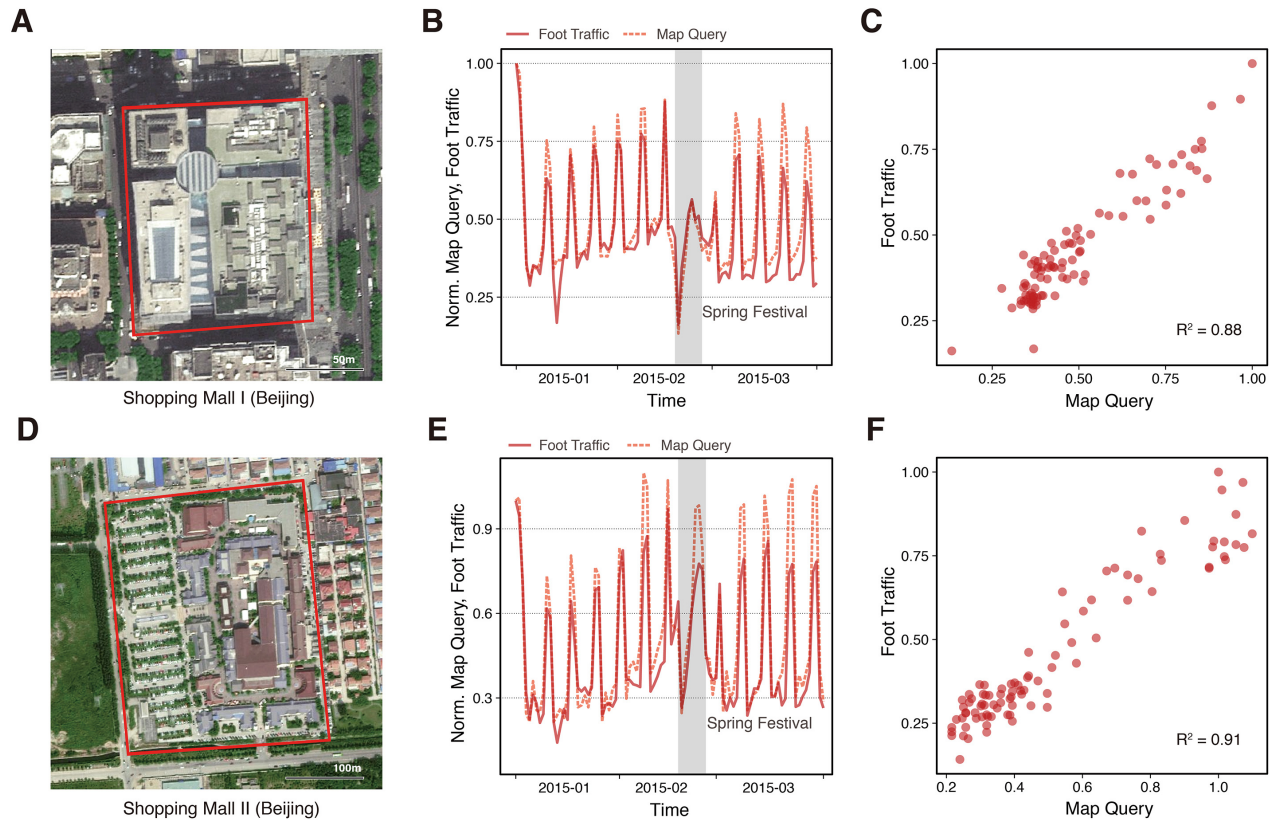 A
B
C
Foot Traffic
Map Query
50m
Shopping Mall I (Beijing)
Norm. Map Query, Foot Traffic
1.00
0.75
0.50
0.25
Spring Festival
2015-01
2015-02
2015-03
Time
Foot Traffic
1.00
0.75
0.50
0.25
R² = 0.88
0.25
0.50
0.75
1.00
Map Query
D
E
F
Foot Traffic
Map Query
100m
Shopping Mall II (Beijing)
Norm. Map Query, Foot Traffic
0.9
0.6
0.3
Spring Festival
2015-01
2015-02
2015-03
Time
Foot Traffic
1.00
0.75
0.50
0.25
R² = 0.91
0.2
0.4
0.6
0.8
1.0
Map Query